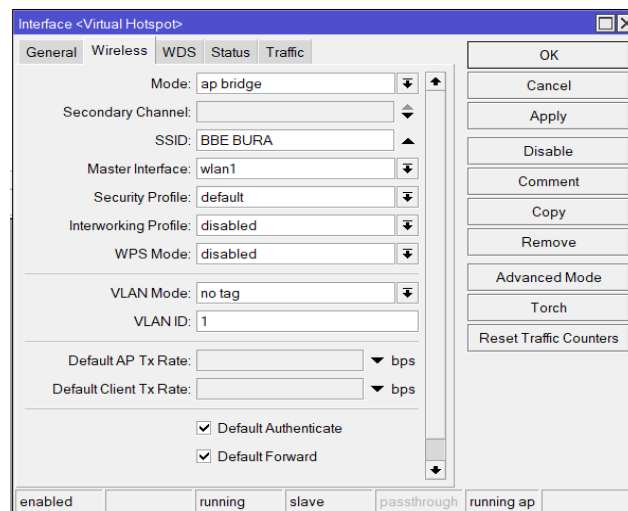 Interface <Virtual Hotspot>
General Wireless WDS Status Traffic
Mode: ap bridge
Secondary Channel:
SSID: BBE BURA
Master Interface: wlan1
Security Profile: default
Interworking Profile: disabled
WPS Mode: disabled
VLAN Mode: no tag
VLAN ID: 1
Default AP Tx Rate: bps
Default Client Tx Rate: bps
Default Authenticate
Default Forward
OK
Cancel
Apply
Disable
Comment
Copy
Remove
Advanced Mode
Torch
Reset Traffic Counters
enabled running slave passthrough running ap